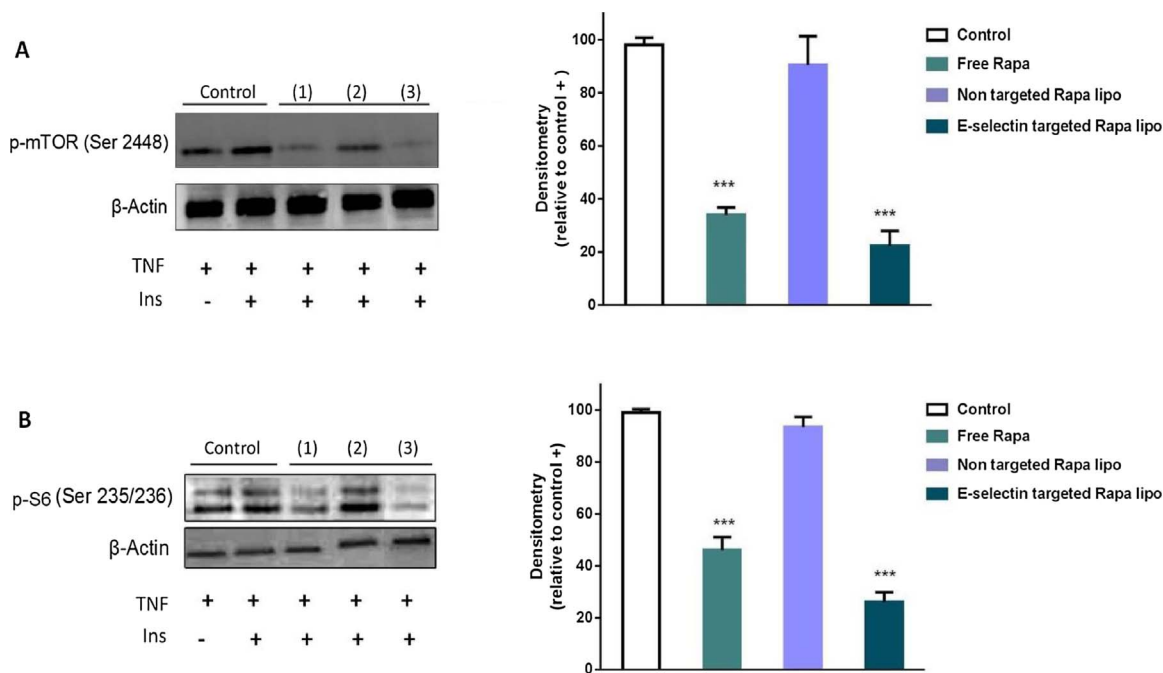 A
Control (1) (2) (3)
p-mTOR (Ser 2448)
β-Actin
TNF + + + + +
Ins - + + + +
Densitometry
(relative to control +)
100
80
60
40
20
0
***
***
Control
Free Rapa
Non targeted Rapa lipo
E-selectin targeted Rapa lipo
B
Control (1) (2) (3)
p-S6 (Ser 235/236)
β-Actin
TNF + + + + +
Ins - + + + +
Densitometry
(relative to control +)
100
80
60
40
20
0
***
***
Control
Free Rapa
Non targeted Rapa lipo
E-selectin targeted Rapa lipo